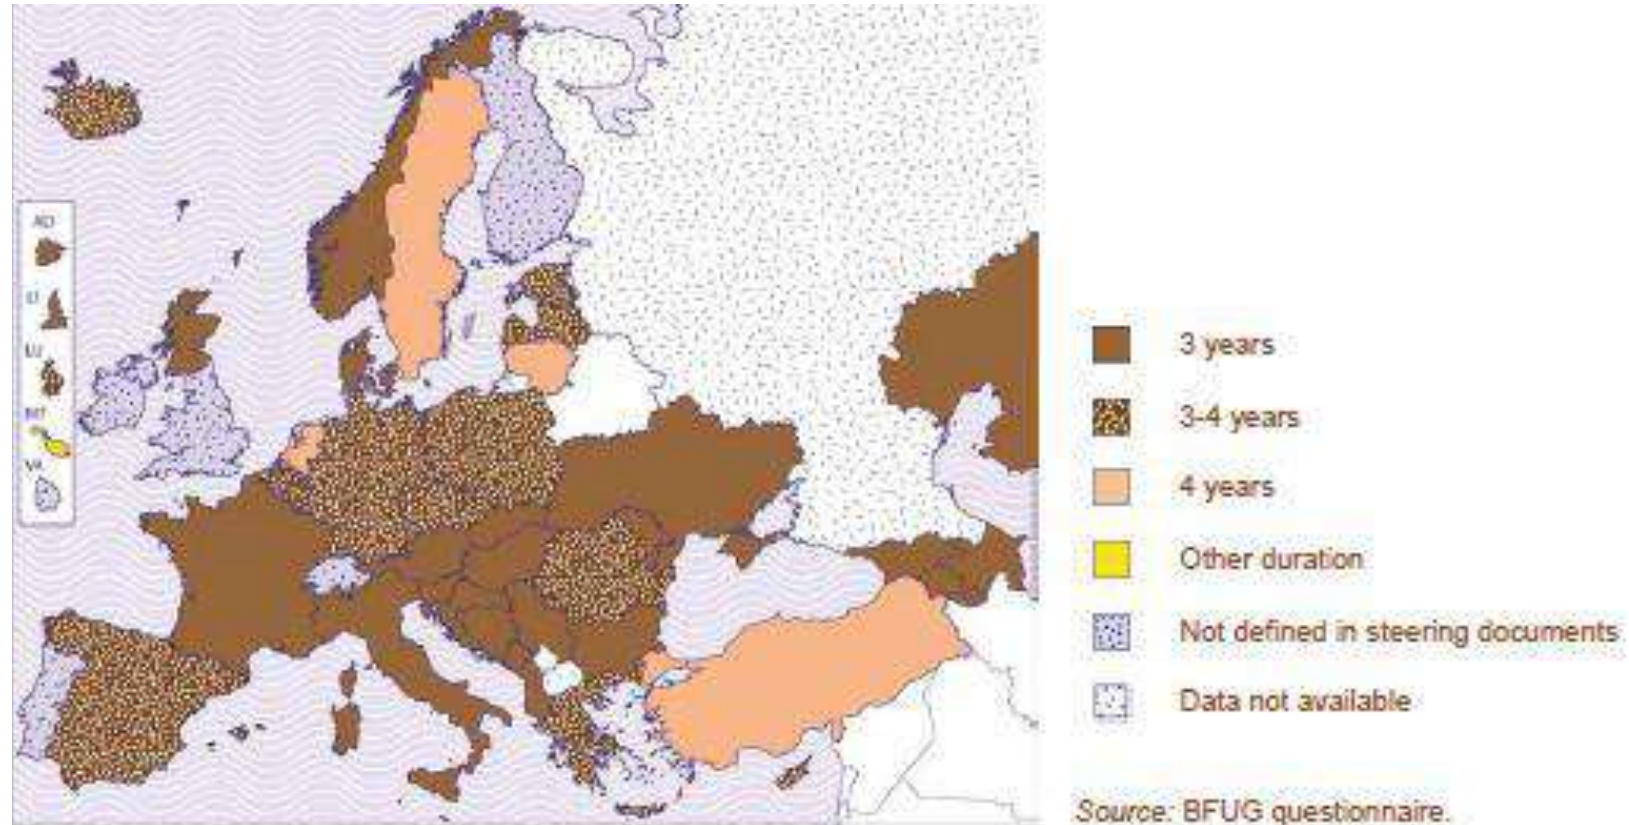 AD
LI
LU
MT
VA
3 years
3-4 years
4 years
Other duration
Not defined in steering documents
Data not available
Source: BFUG questionnaire.